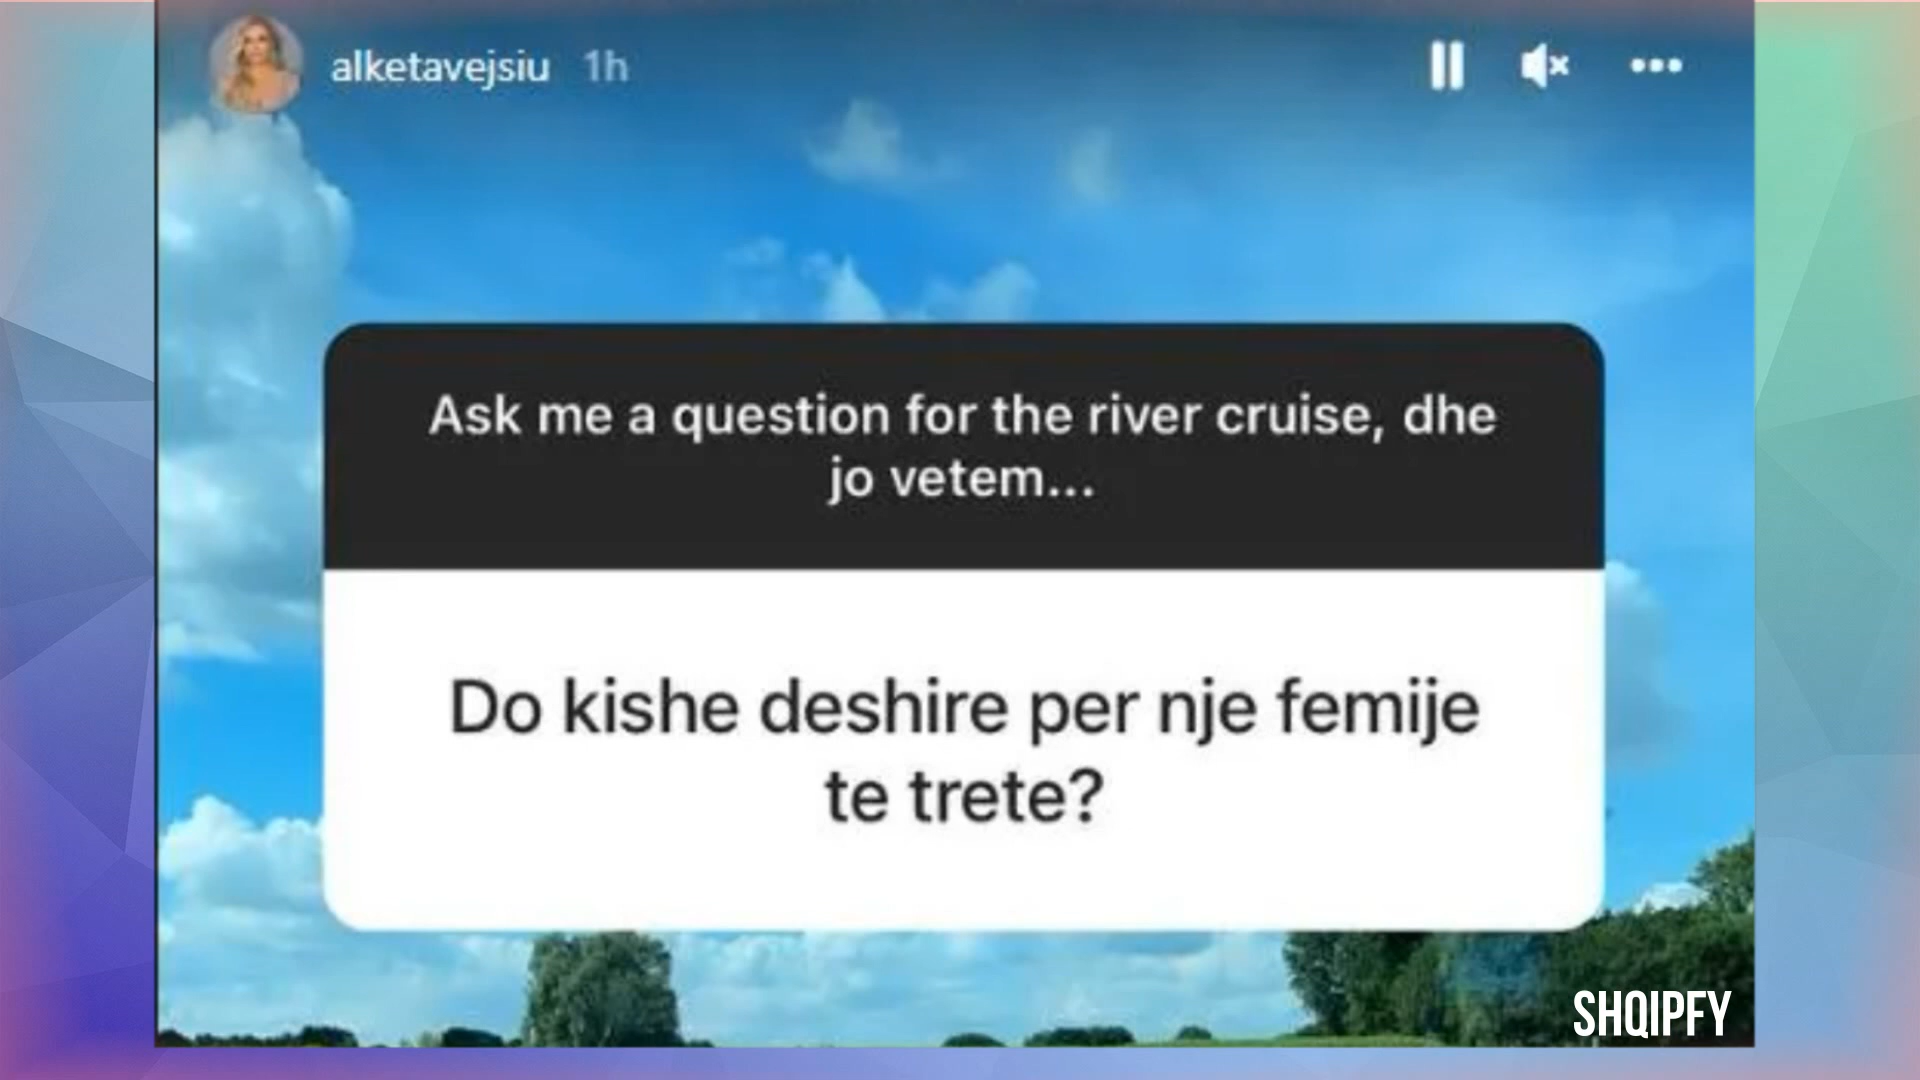 alketavejsiu 1h
Ask me a question for the river cruise, dhe
jo vetem...
Do kishe deshire per nje femije
te trete?
SHQIPFY